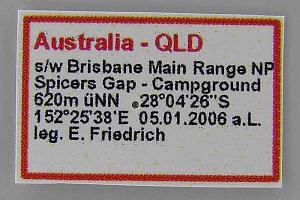 Australia - QLD
s/w Brisbane Main Range NP
Spicers Gap - Campground
620m üNN .28°04'26"S
152°25'38'E 05.01.2006 a.L.
leg. E. Friedrich